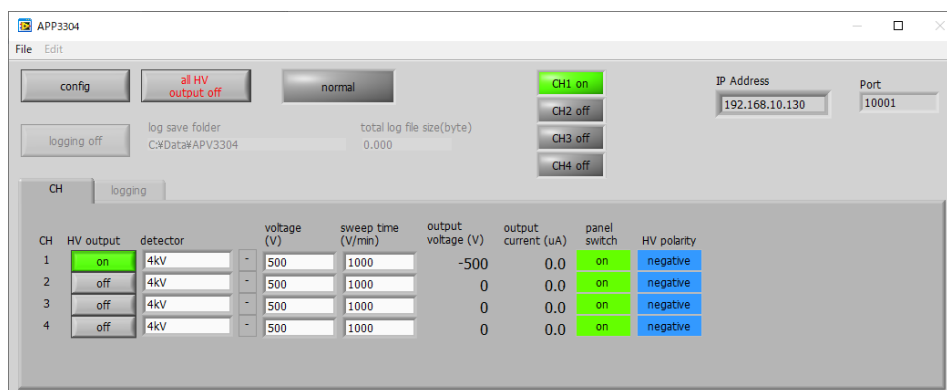 APP3304
File Edit
config
all HV
output off
normal
CH1 on
CH2 off
CH3 off
CH4 off
IP Address
192.168.10.130
Port
10001
logging off
log save folder
C:¥Data¥APV3304
total log file size(byte)
0.000
CH logging
CH HV output detector voltage (V) sweep time (V/min) output voltage (V) output current (uA) panel switch HV polarity
1 on 4kV - 500 1000 -500 0.0 on negative
2 off 4kV - 500 1000 0 0.0 on negative
3 off 4kV - 500 1000 0 0.0 on negative
4 off 4kV - 500 1000 0 0.0 on negative